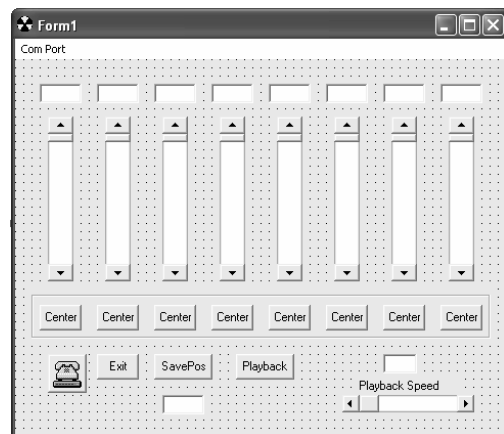 Form1
Com Port
Center Center Center Center Center Center Center Center
Exit SavePos Playback
Playback Speed